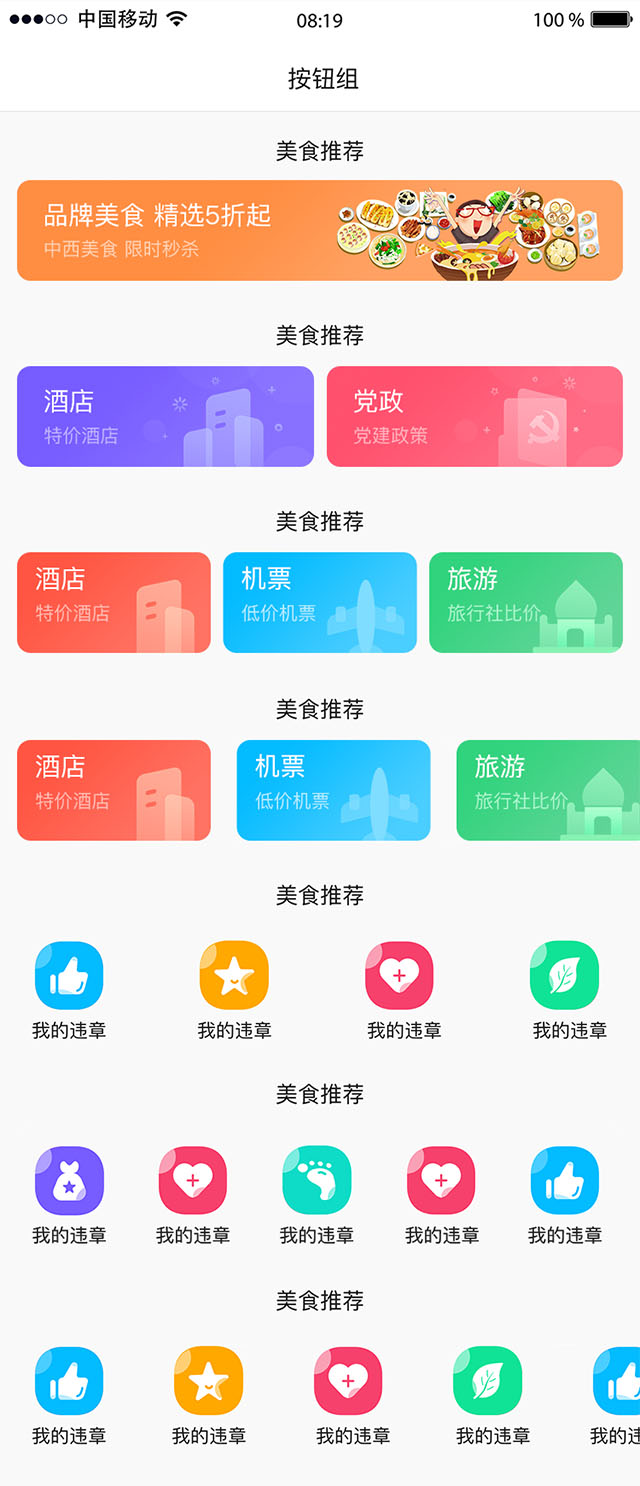 中国移动 08:19 100 %
按钮组
美食推荐
品牌美食 精选5折起
中西美食 限时秒杀
美食推荐
酒店 党政
特价酒店 党建政策
美食推荐
酒店 机票 旅游
特价酒店 低价机票 旅行社比价
美食推荐
酒店 机票 旅游
特价酒店 低价机票 旅行社比价
美食推荐
我的违章 我的违章 我的违章 我的违章
美食推荐
我的违章 我的违章 我的违章 我的违章 我的违章
美食推荐
我的违章 我的违章 我的违章 我的违章 我的违